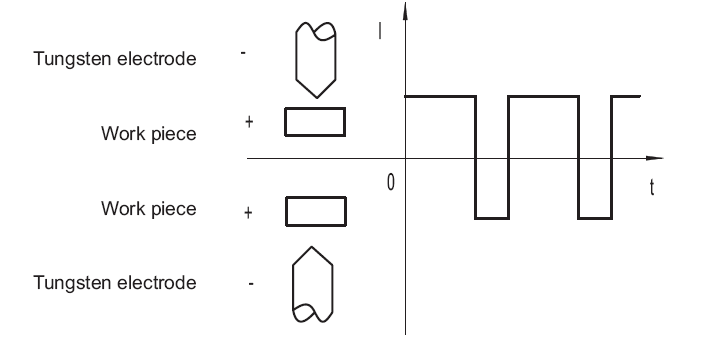 Tungsten electrode -
Work piece +
Work piece +
Tungsten electrode -
I
0
t